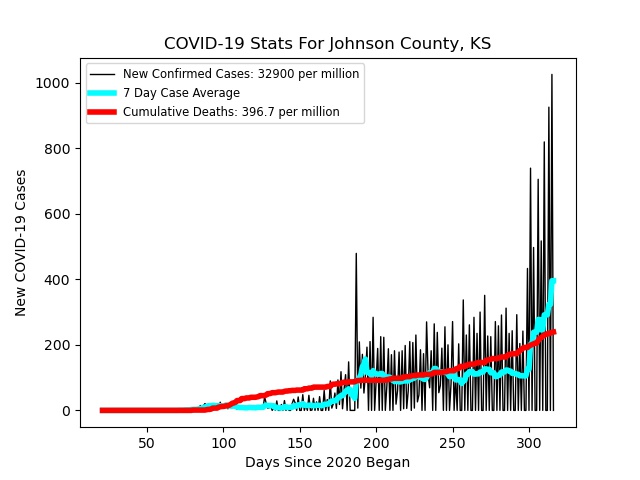 COVID-19 Stats For Johnson County, KS
New Confirmed Cases: 32900 per million
7 Day Case Average
Cumulative Deaths: 396.7 per million
New COVID-19 Cases
1000
800
600
400
200
0
50 100 150 200 250 300
Days Since 2020 Began